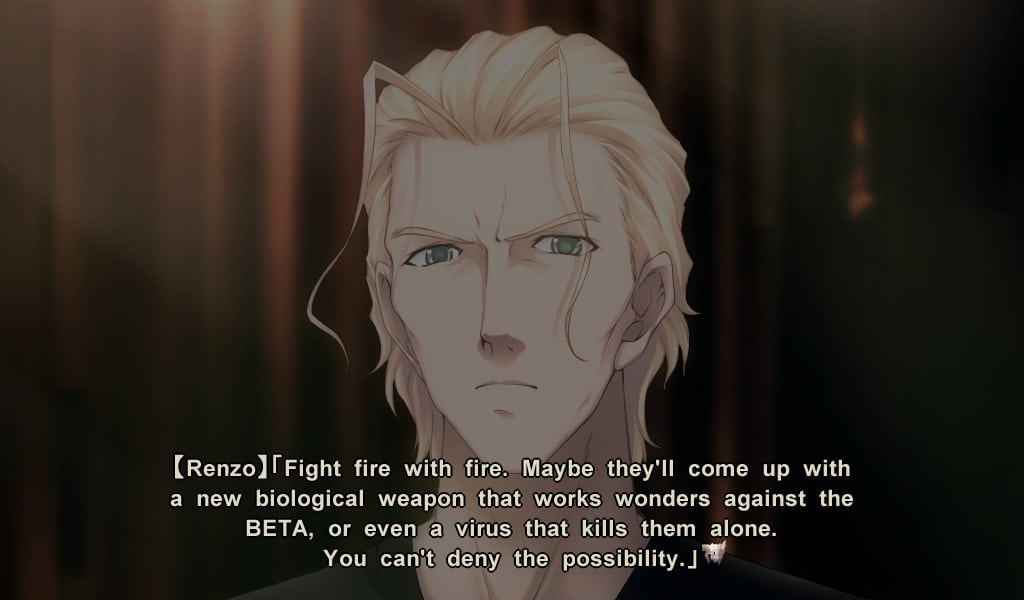 【Renzo】「Fight fire with fire. Maybe they'll come up with
a new biological weapon that works wonders against the
BETA, or even a virus that kills them alone.
You can't deny the possibility.」